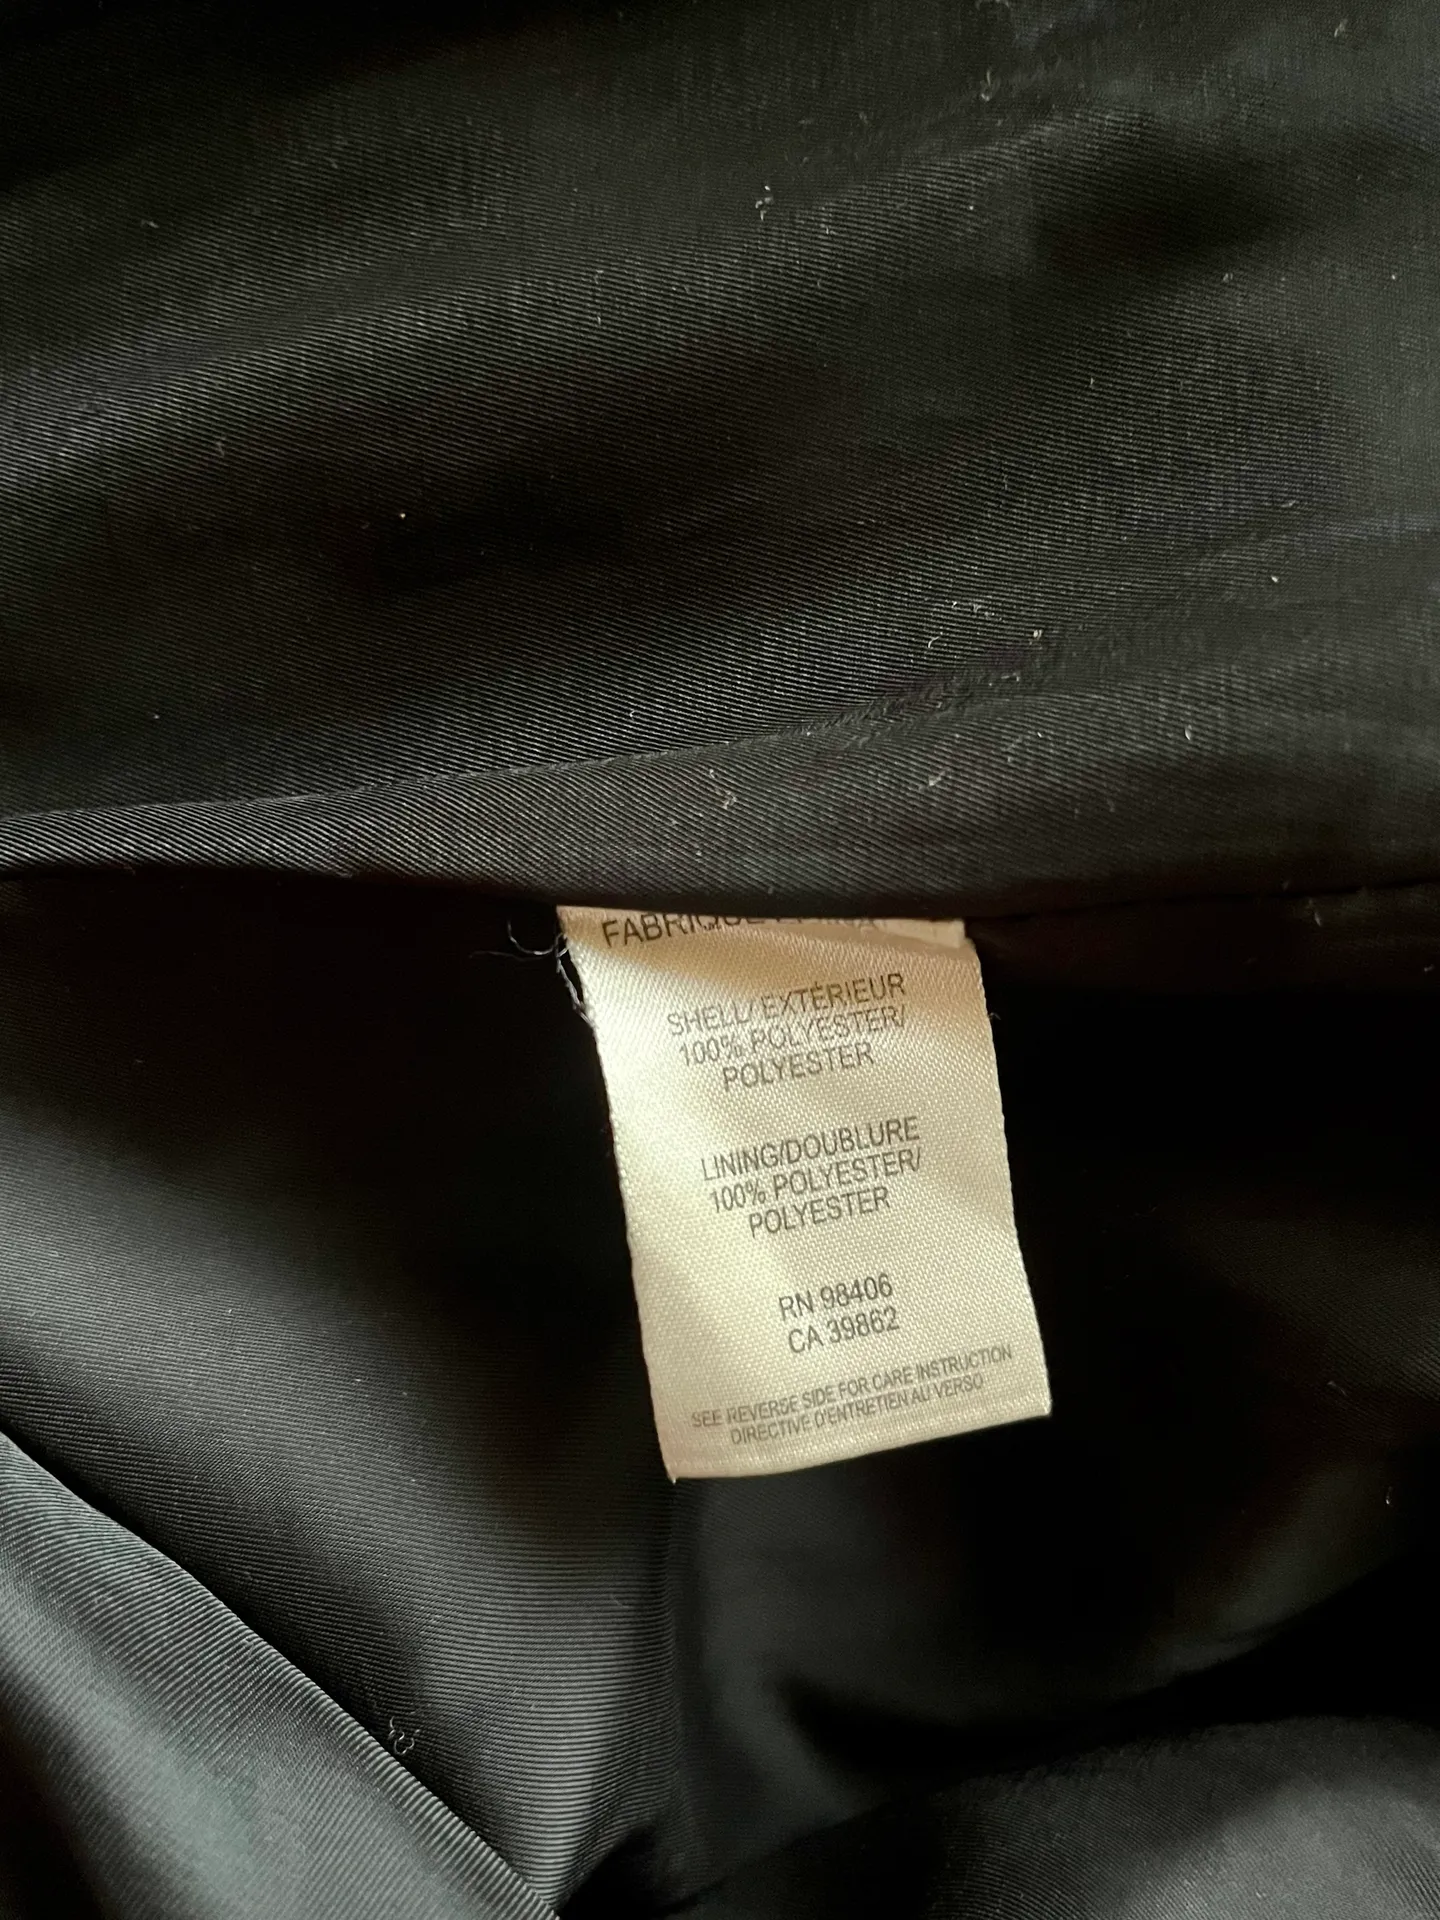 SHELL/ EXTÉRIEUR
100% POLYESTER/
POLYESTER
LINING/DOUBLURE
100% POLYESTER/
POLYESTER
RN 98406
CA 39862
SEE REVERSE SIDE FOR CARE INSTRUCTION
DIRECTIVE D'ENTRETIEN AU VERSO